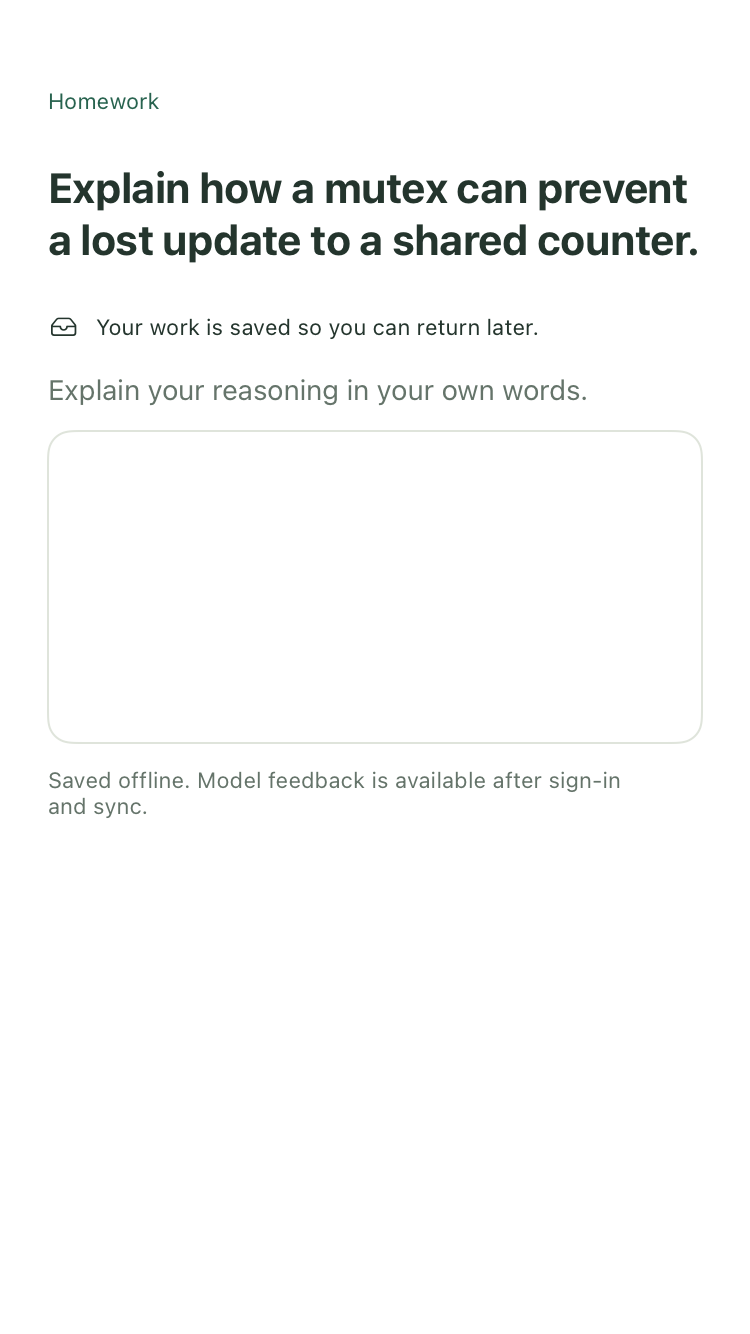 Homework
Explain how a mutex can prevent
a lost update to a shared counter.
Your work is saved so you can return later.
Explain your reasoning in your own words.
Saved offline. Model feedback is available after sign-in
and sync.